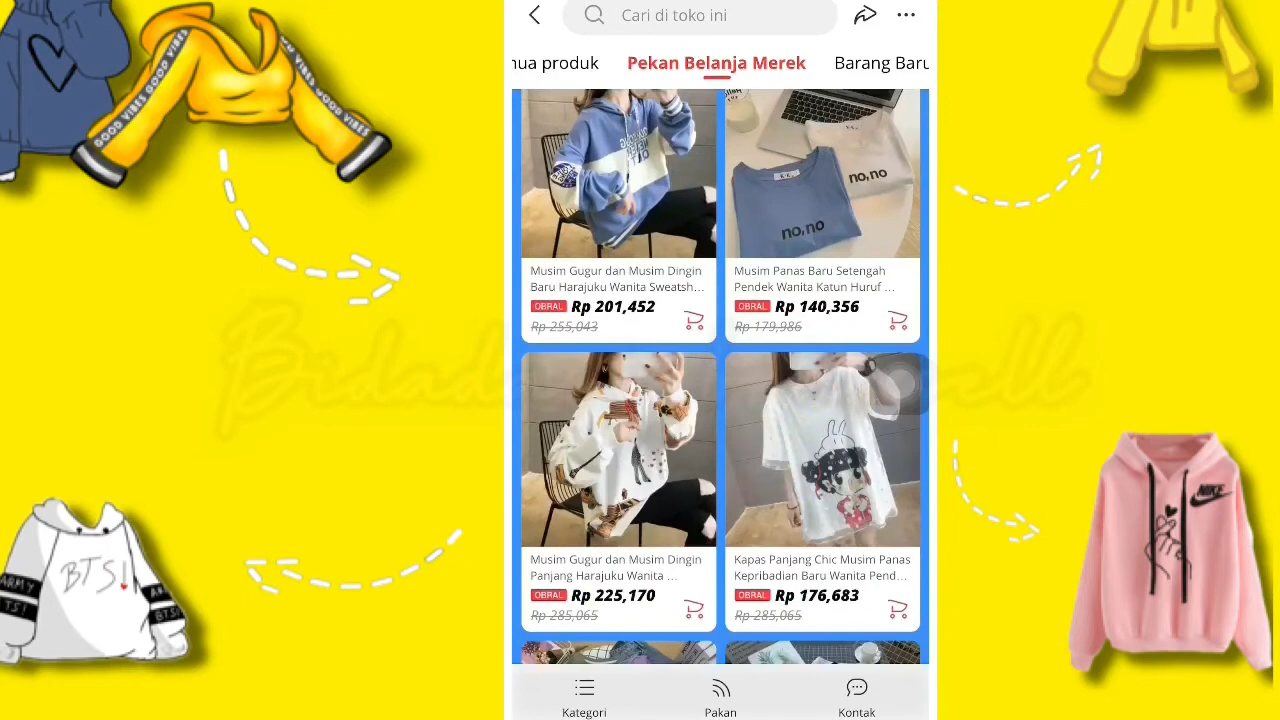 Cari di toko ini
nua produk
Pekan Belanja Merek
Barang Baru
no,no
no,no
Musim Gugur dan Musim Dingin
Baru Harajuku Wanita Sweatsh...
OBRAL Rp 201,452
Rp 255,043
Musim Panas Baru Setengah
Pendek Wanita Katun Huruf ...
OBRAL Rp 140,356
Rp 179,986
Musim Gugur dan Musim Dingin
Panjang Harajuku Wanita ...
OBRAL Rp 225,170
Rp 285,065
Kapas Panjang Chic Musim Panas
Kepribadian Baru Wanita Pend...
OBRAL Rp 176,683
Rp 285,065
Kategori
Pakan
Kontak
GOOD VIBES GOOD VIBES
GOOD VIBES
BTS!
ARMY
BTS!
NIKE